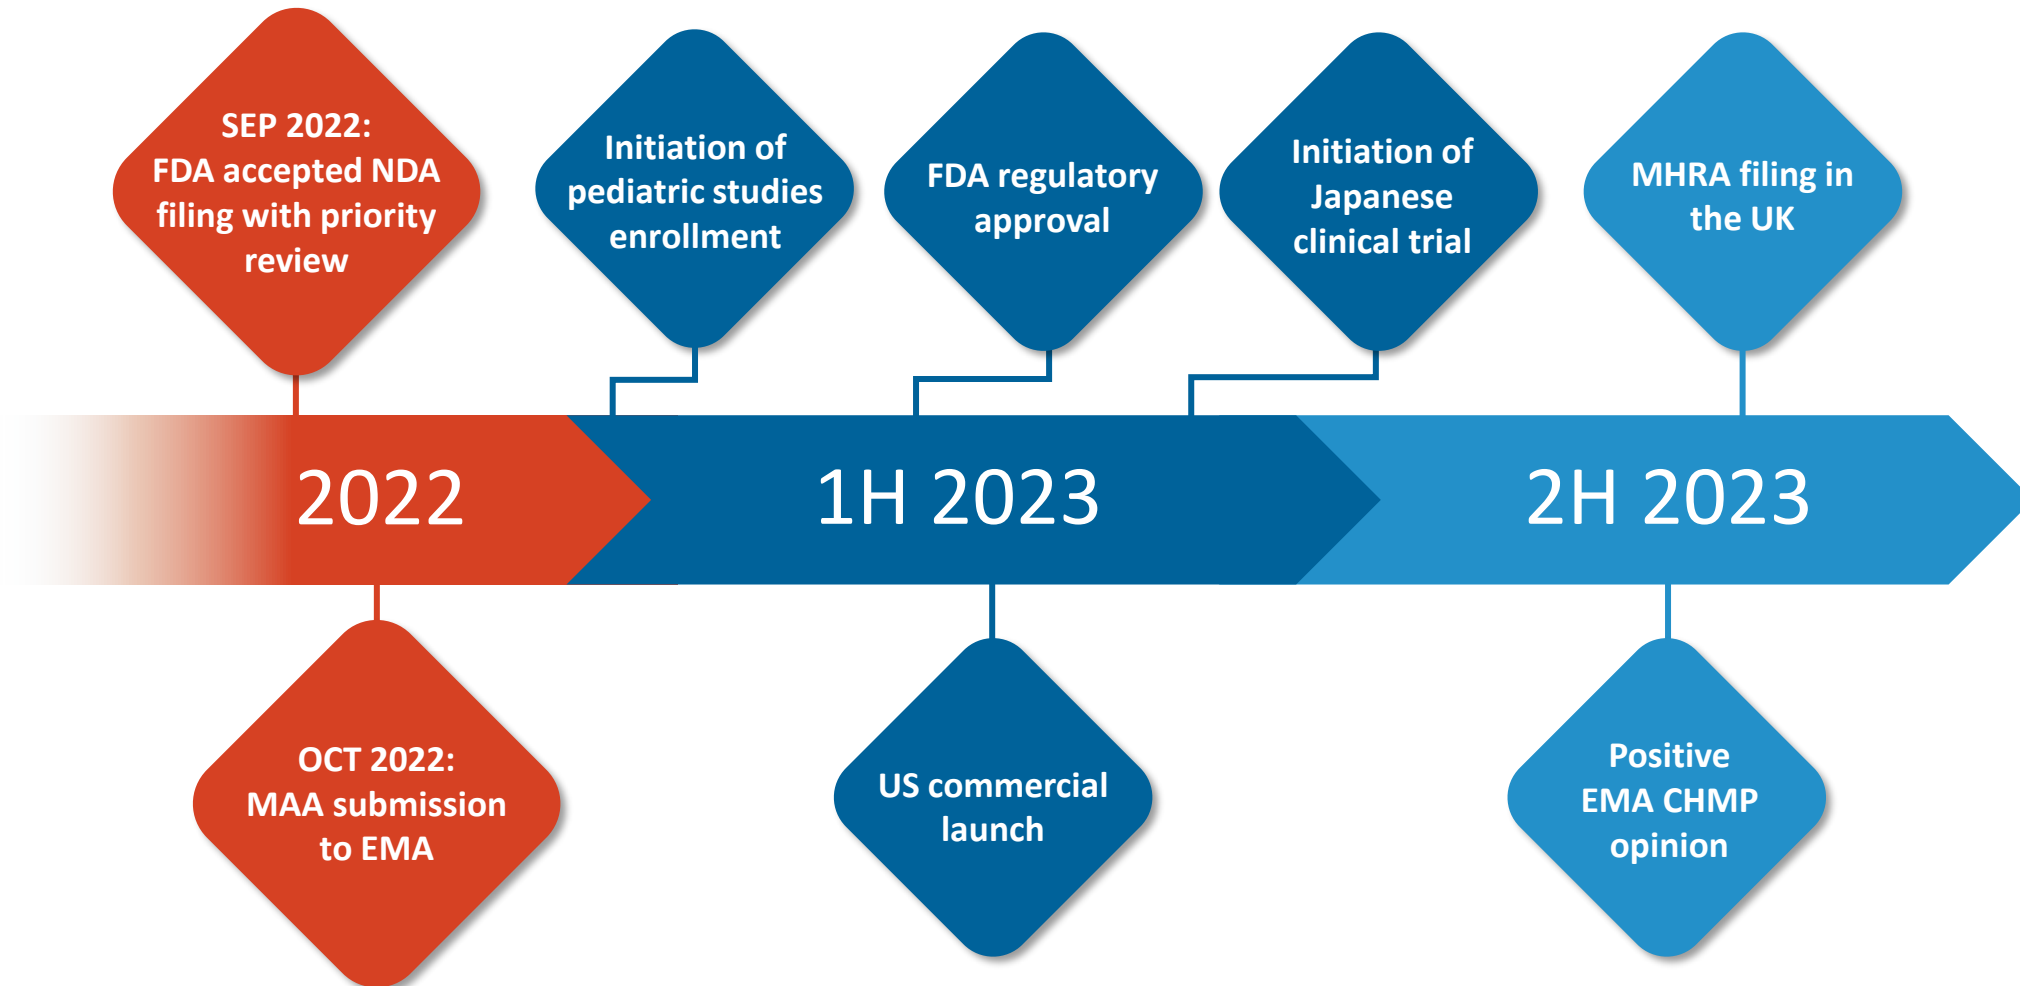 SEP 2022:
FDA accepted NDA
filing with priority
review
Initiation of
pediatric studies
enrollment
FDA regulatory
approval
Initiation of
Japanese
clinical trial
MHRA filing in
the UK
2022
1H 2023
2H 2023
OCT 2022:
MAA submission
to EMA
US commercial
launch
Positive
EMA CHMP
opinion